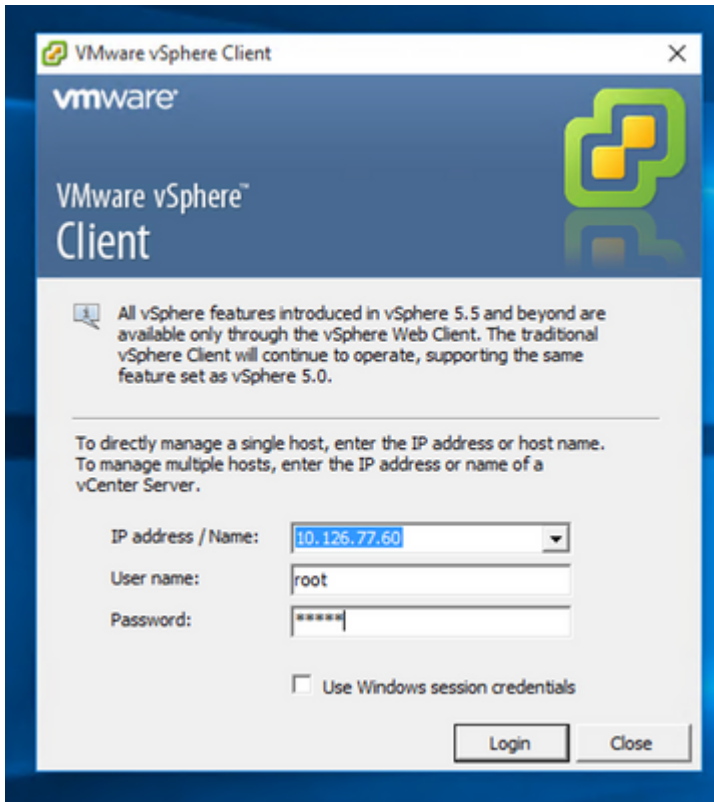 VMware vSphere Client
vmware
VMware vSphere™
Client
All vSphere features introduced in vSphere 5.5 and beyond are
available only through the vSphere Web Client. The traditional
vSphere Client will continue to operate, supporting the same
feature set as vSphere 5.0.
To directly manage a single host, enter the IP address or host name.
To manage multiple hosts, enter the IP address or name of a
vCenter Server.
IP address / Name: 10.126.77.60
User name: root
Password: *****
Use Windows session credentials
Login Close